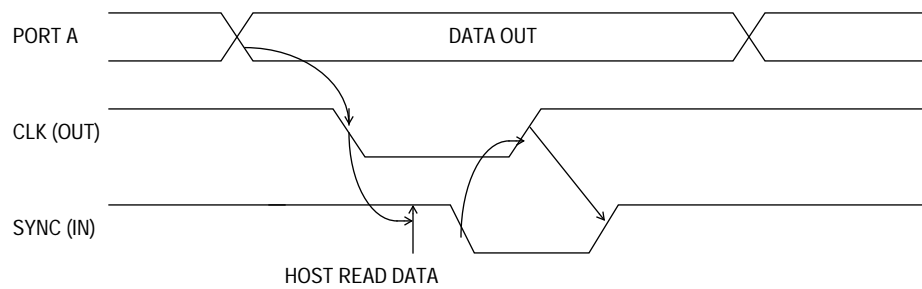 PORT A
DATA OUT
CLK (OUT)
SYNC (IN)
HOST READ DATA